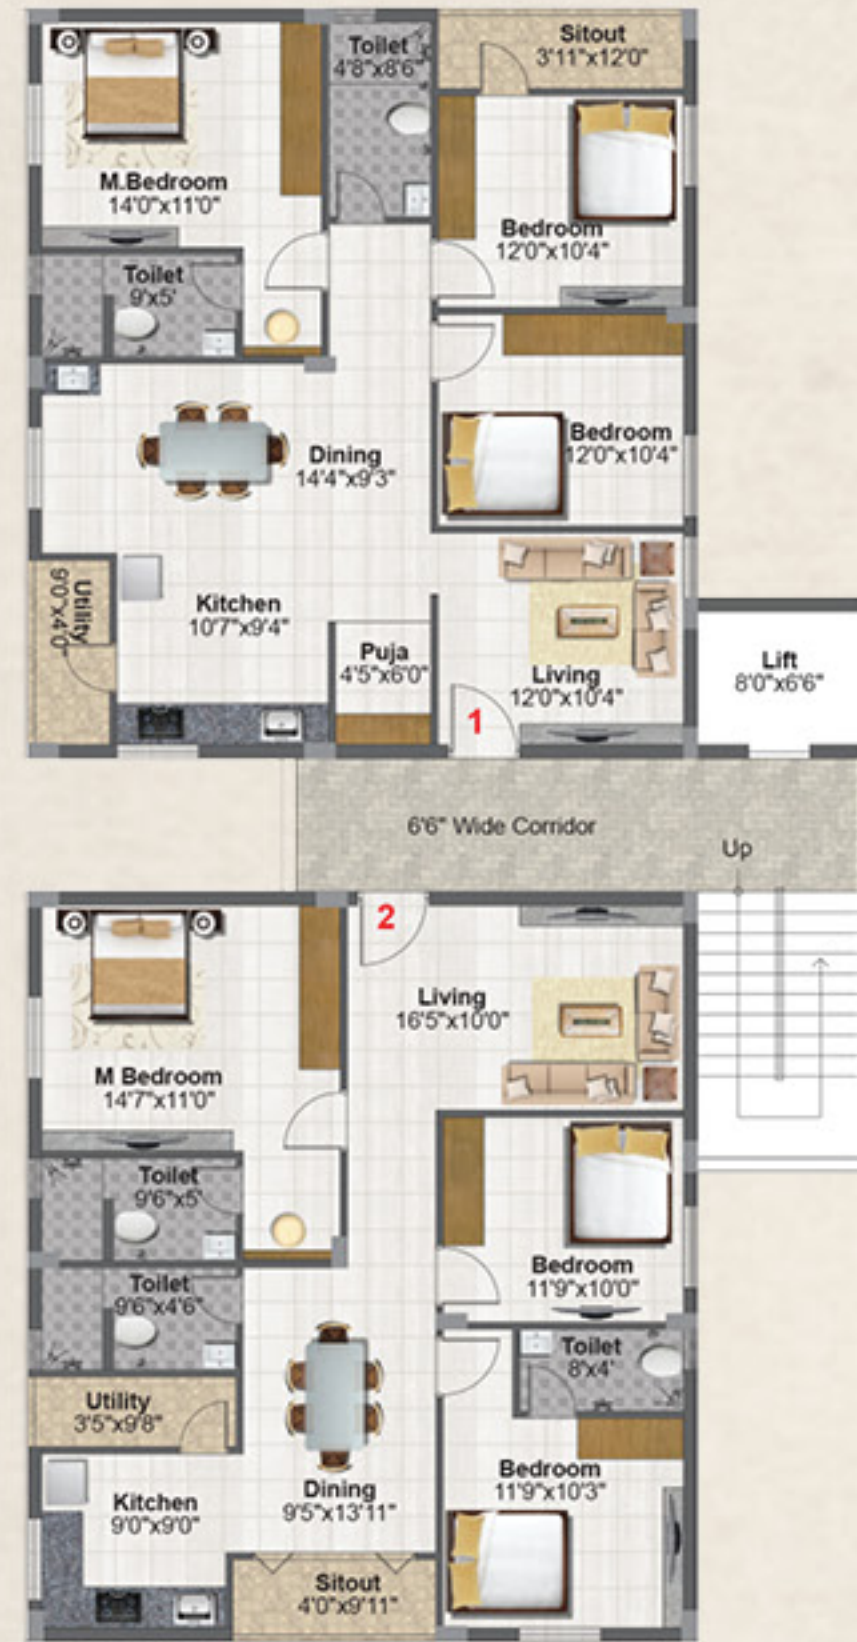 Sitout
3'11"x12'0"
Toilet
4'8"x8'6"
M.Bedroom
14'0"x11'0"
Bedroom
12'0"x10'4"
Toilet
9'x5'
Bedroom
12'0"x10'4"
Dining
14'4"x9'3"
Utility
9'0"x4'0"
Kitchen
10'7"x9'4"
Puja
4'5"x6'0"
Living
12'0"x10'4"
Lift
8'0"x6'6"
1
6'6" Wide Corridor
Up
2
Living
16'5"x10'0"
M Bedroom
14'7"x11'0"
Toilet
9'6"x5'
Bedroom
11'9"x10'0"
Toilet
9'6"x4'6"
Toilet
8'x4'
Utility
3'5"x9'8"
Bedroom
11'9"x10'3"
Dining
9'5"x13'11"
Kitchen
9'0"x9'0"
Sitout
4'0"x9'11"